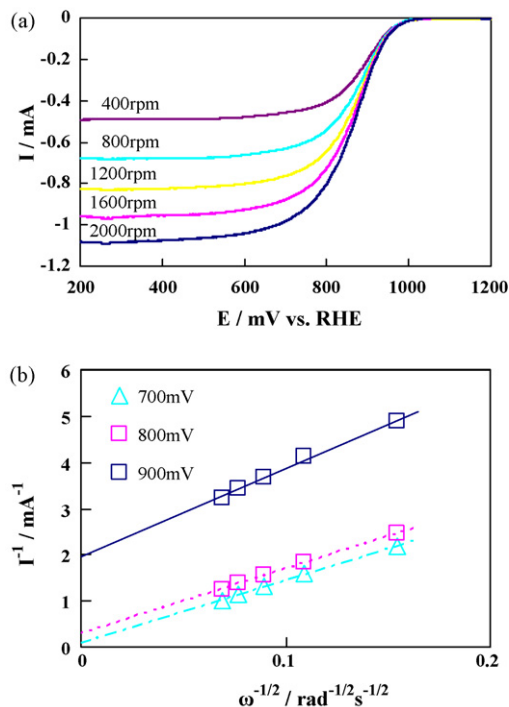 (a)
0
-0.2
-0.4
-0.6
-0.8
-1
-1.2
I / mA
400rpm
800rpm
1200rpm
1600rpm
2000rpm
200 400 600 800 1000 1200
E / mV vs. RHE
(b)
6
5
4
3
2
1
0
I⁻¹ / mA⁻¹
700mV
800mV
900mV
0 0.1 0.2
ω⁻¹/² / rad⁻¹/²s⁻¹/²